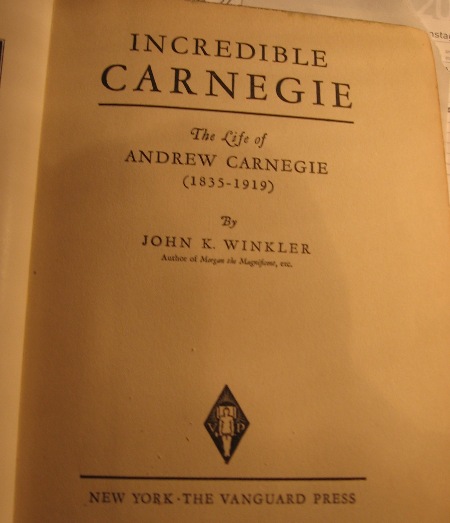 INCREDIBLE
CARNEGIE
The Life of
ANDREW CARNEGIE
(1835-1919)
By
JOHN K. WINKLER
Author of Morgan the Magnificent, etc.
V P
NEW YORK · THE VANGUARD PRESS